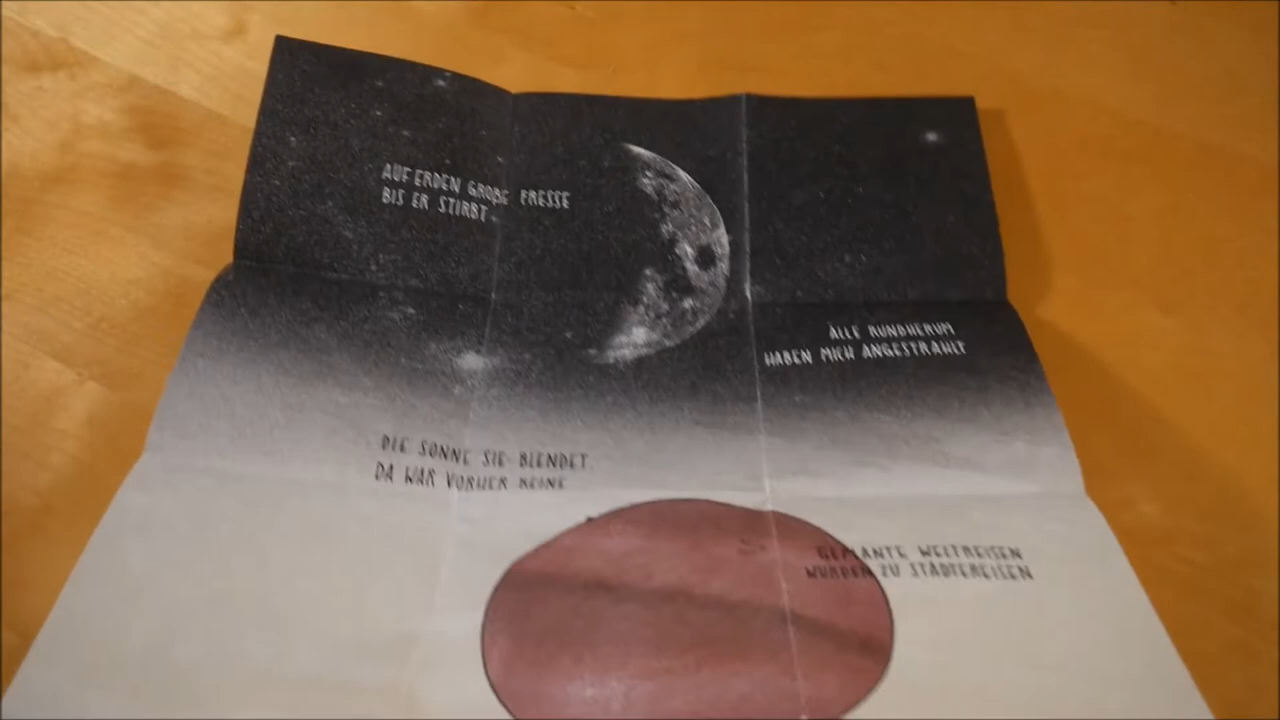 AUF ERDEN GROßE FRESSE
BIS ER STIRBT
ALLE RUNDHERUM
HABEN MICH ANGESTRAHLT
DIE SONNE SIE BLENDET,
DA WAR VORHER KEINE
GEPLANTE WELTREISEN
WURDEN ZU STÄDTEREISEN